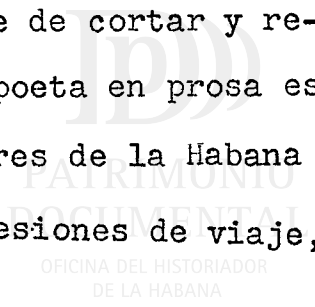 e de cortar y re-
poeta en prosa es
res de la Habana
esiones de viaje,
PATRIMONIO
DOCUMENTAL
OFICINA DEL HISTORIADOR
DE LA HABANA